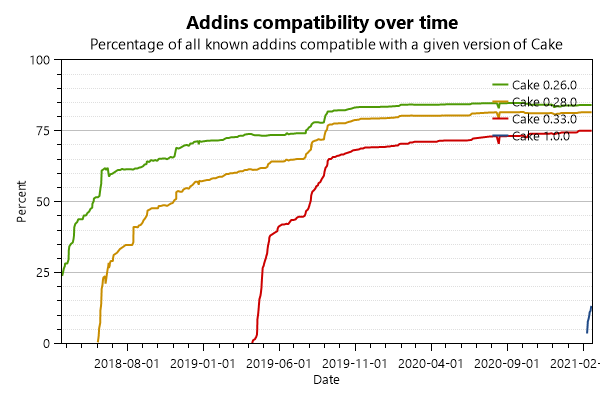 Addins compatibility over time
Percentage of all known addins compatible with a given version of Cake
100
75
50
25
0
Percent
Cake 0.26.0
Cake 0.28.0
Cake 0.33.0
Cake 1.0.0
2018-08-01
2019-01-01
2019-06-01
2019-11-01
2020-04-01
2020-09-01
2021-02-
Date